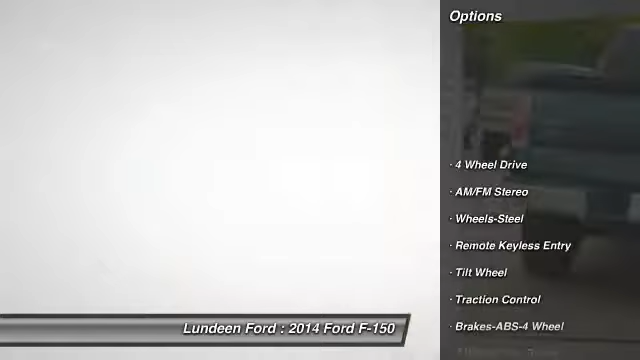 Options
· 4 Wheel Drive
· AM/FM Stereo
· Wheels-Steel
· Remote Keyless Entry
· Tilt Wheel
· Traction Control
· Brakes-ABS-4 Wheel
Lundeen Ford : 2014 Ford F-150